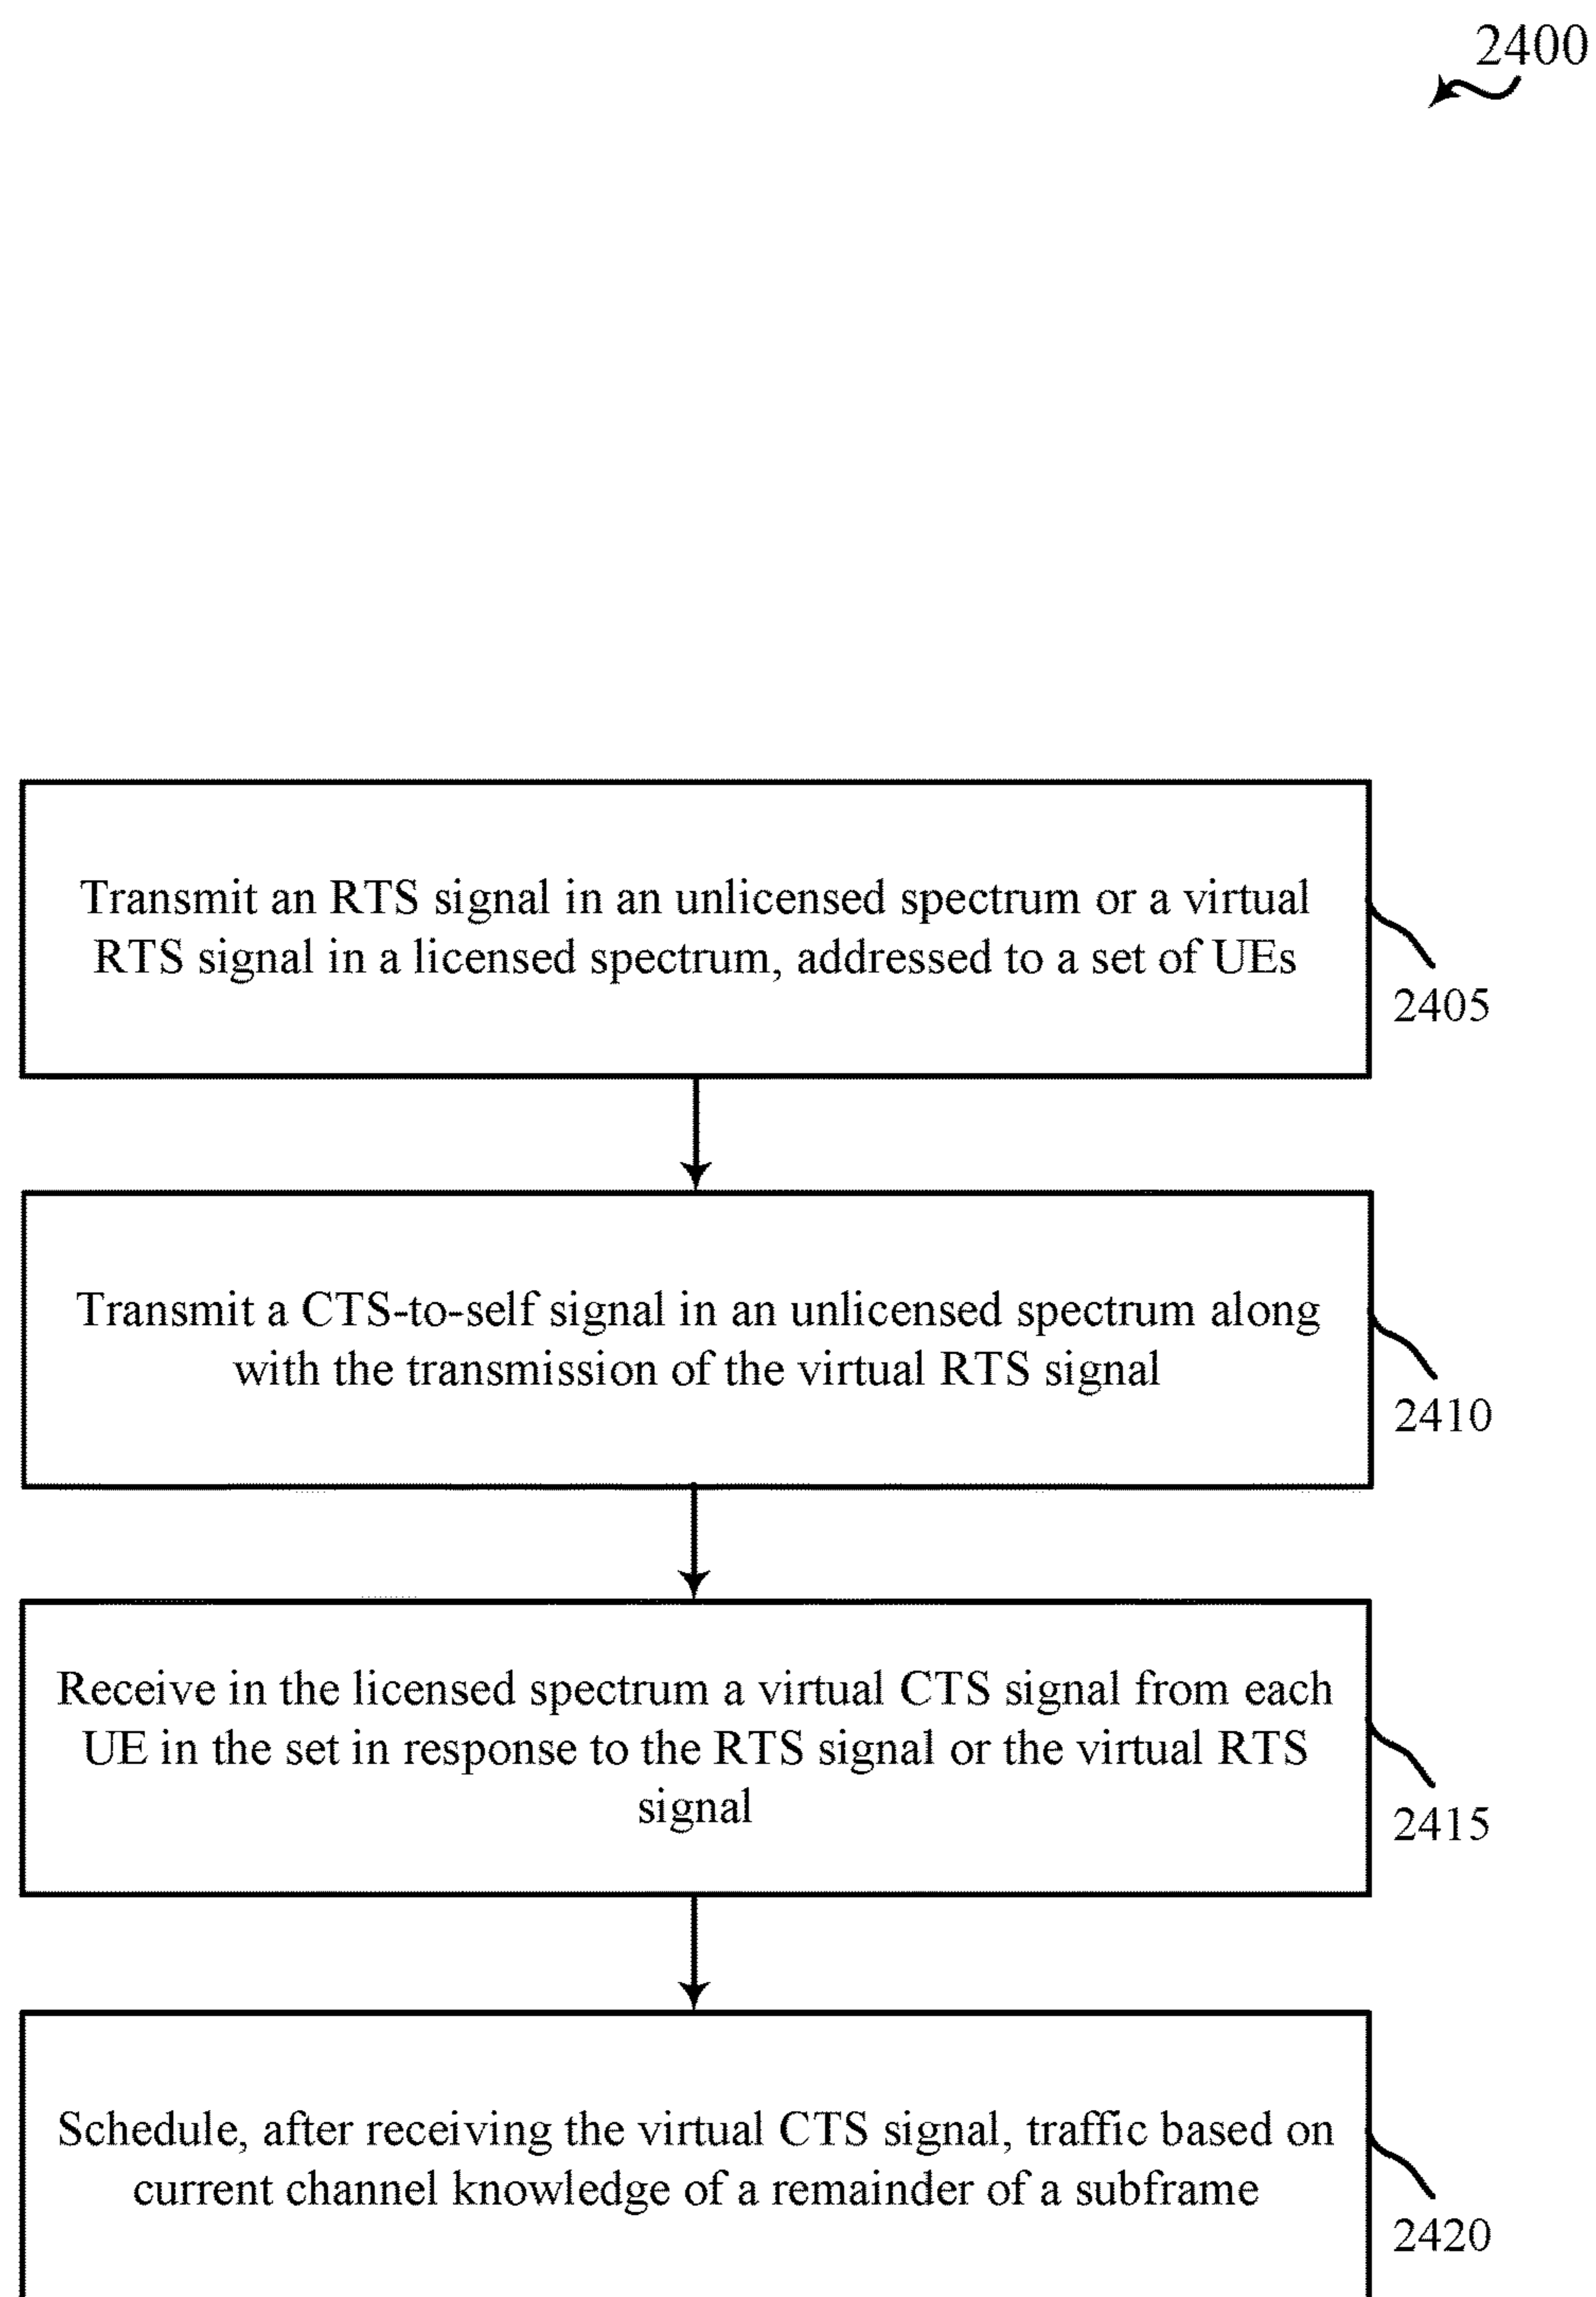 2400
Transmit an RTS signal in an unlicensed spectrum or a virtual
RTS signal in a licensed spectrum, addressed to a set of UEs
2405
Transmit a CTS-to-self signal in an unlicensed spectrum along
with the transmission of the virtual RTS signal
2410
Receive in the licensed spectrum a virtual CTS signal from each
UE in the set in response to the RTS signal or the virtual RTS
signal
2415
Schedule, after receiving the virtual CTS signal, traffic based on
current channel knowledge of a remainder of a subframe
2420